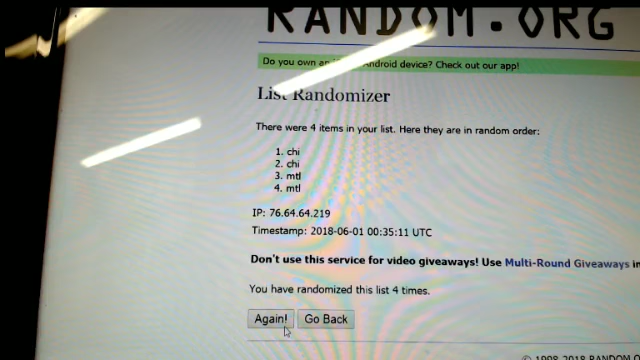 RANDOM.ORG
Do you own an Android device? Check out our app!
List Randomizer
There were 4 items in your list. Here they are in random order:
1. chi
2. chi
3. mtl
4. mtl
IP: 76.64.64.219
Timestamp: 2018-06-01 00:35:11 UTC
Don't use this service for video giveaways! Use Multi-Round Giveaways in
You have randomized this list 4 times.
Again! Go Back
© 1998-2018 RANDOM.O